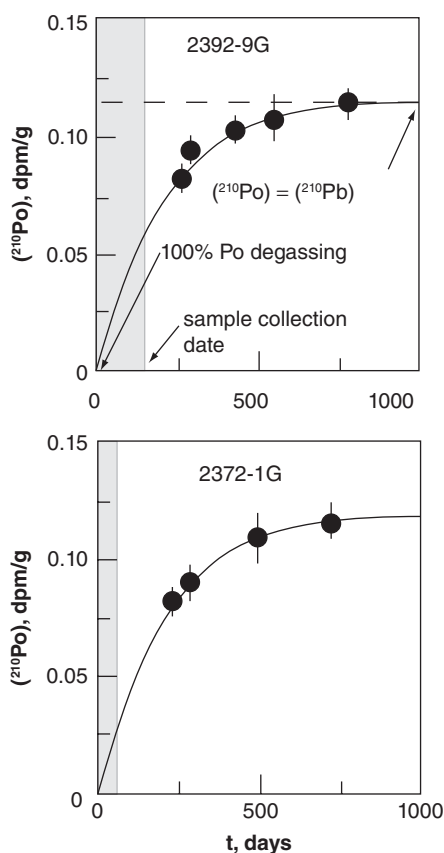 0.15
2392-9G
0.10
(²¹⁰Po), dpm/g
(²¹⁰Po) = (²¹⁰Pb)
0.05
100% Po degassing
sample collection
date
0
0
500
1000
0.15
2372-1G
0.10
(²¹⁰Po), dpm/g
0.05
0
0
500
1000
t, days